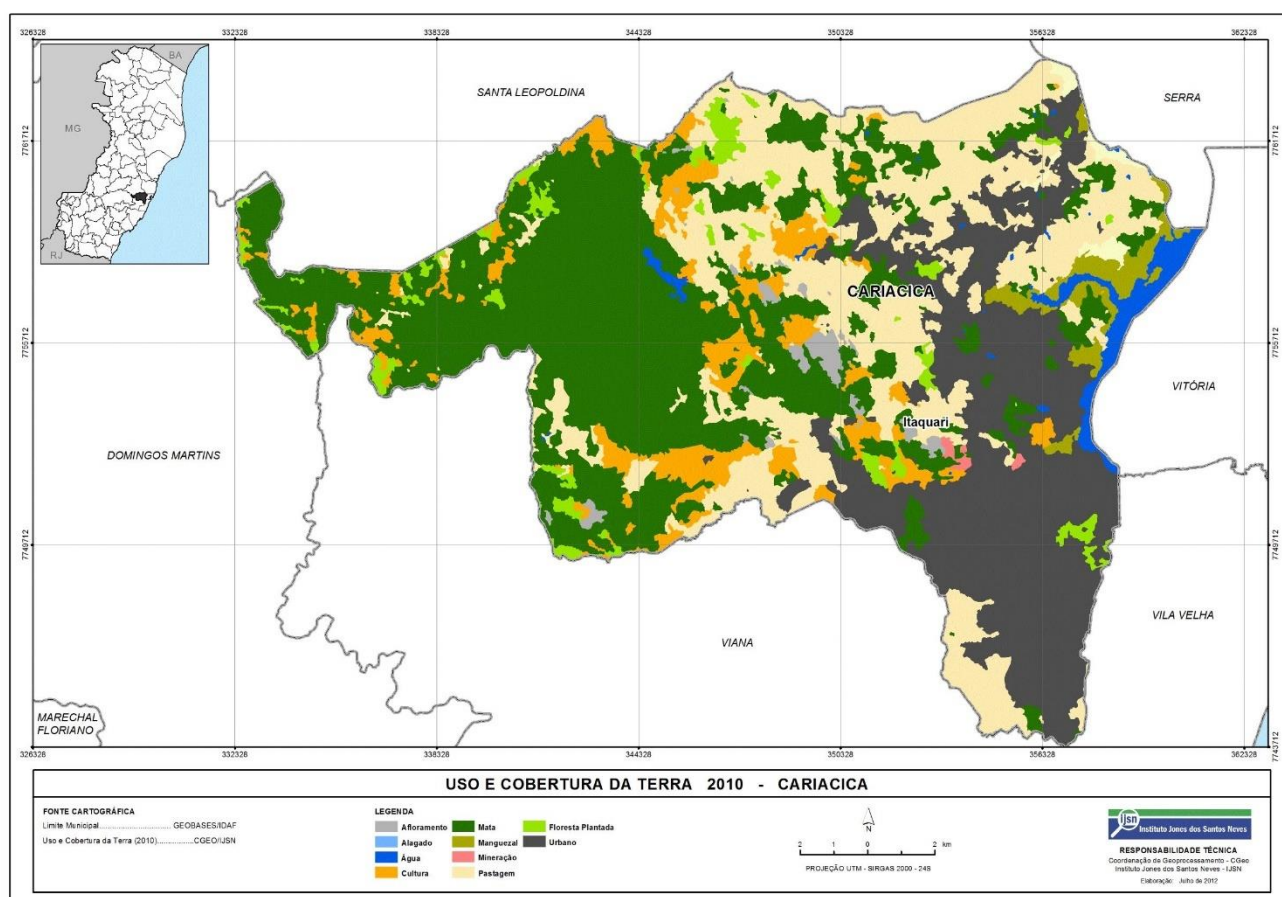 326328 332328 338328 344328 350328 356328 362328
BA
MG
RJ
SANTA LEOPOLDINA
SERRA
7761712 7761712
CARIACICA
7755712 7755712
VITÓRIA
Itaquari
DOMINGOS MARTINS
7749712 7749712
VILA VELHA
VIANA
MARECHAL
FLORIANO
7743712
326328 332328 338328 344328 350328 356328 362328
USO E COBERTURA DA TERRA 2010 - CARIACICA
FONTE CARTOGRÁFICA
Limite Municipal................................... GEOBASES/IDAF
Uso e Cobertura da Terra (2010)..................CGEO/IJSN
LEGENDA
Afloramento
Alagado
Água
Cultura
Mata
Manguezal
Mineração
Pastagem
Floresta Plantada
Urbano
N
2 1 0 2 km
PROJEÇÃO UTM - SIRGAS 2000 - 24S
ijsn Instituto Jones dos Santos Neves
RESPONSABILIDADE TÉCNICA
Coordenação de Geoprocessamento - CGeo
Instituto Jones dos Santos Neves - IJSN
Elaboração: Julho de 2012